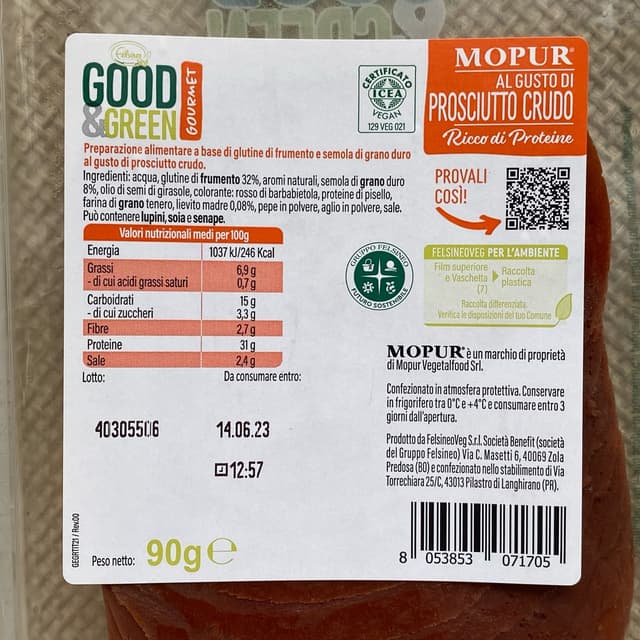 Felsineo
GOOD
&GREEN
GOURMET
CERTIFICATO
ICEA
VEGAN
129 VEG 021
MOPUR®
AL GUSTO DI
PROSCIUTTO CRUDO
Ricco di Proteine
Preparazione alimentare a base di glutine di frumento e semola di grano duro
al gusto di prosciutto crudo.
Ingredienti: acqua, glutine di frumento 32%, aromi naturali, semola di grano duro
8%, olio di semi di girasole, colorante: rosso di barbabietola, proteine di pisello,
farina di grano tenero, lievito madre 0,08%, pepe in polvere, aglio in polvere, sale.
Può contenere lupini, soia e senape.
PROVALI
COSÌ!
Valori nutrizionali medi per 100g
Energia 1037 kJ/246 Kcal
Grassi 6,9 g
- di cui acidi grassi saturi 0,7 g
Carboidrati 15 g
- di cui zuccheri 3,3 g
Fibre 2,7 g
Proteine 31 g
Sale 2,4 g
Lotto: Da consumare entro:
40305506 14.06.23
12:57
GRUPPO FELSINEO
FUTURO SOSTENIBILE
FELSINEOVEG PER L'AMBIENTE
Film superiore
e Vaschetta
(7)
Raccolta
plastica
Raccolta differenziata.
Verifica le disposizioni del tuo Comune
MOPUR® è un marchio di proprietà
di Mopur Vegetalfood Srl.
Confezionato in atmosfera protettiva. Conservare
in frigorifero tra 0°C e +4°C e consumare entro 3
giorni dall'apertura.
Prodotto da FelsineoVeg S.r.l. Società Benefit (società
del Gruppo Felsineo) Via C. Masetti 6, 40069 Zola
Predosa (BO) e confezionato nello stabilimento di Via
Torrechiara 25/C, 43013 Pilastro di Langhirano (PR).
Peso netto: 90g e
8 053853 071705